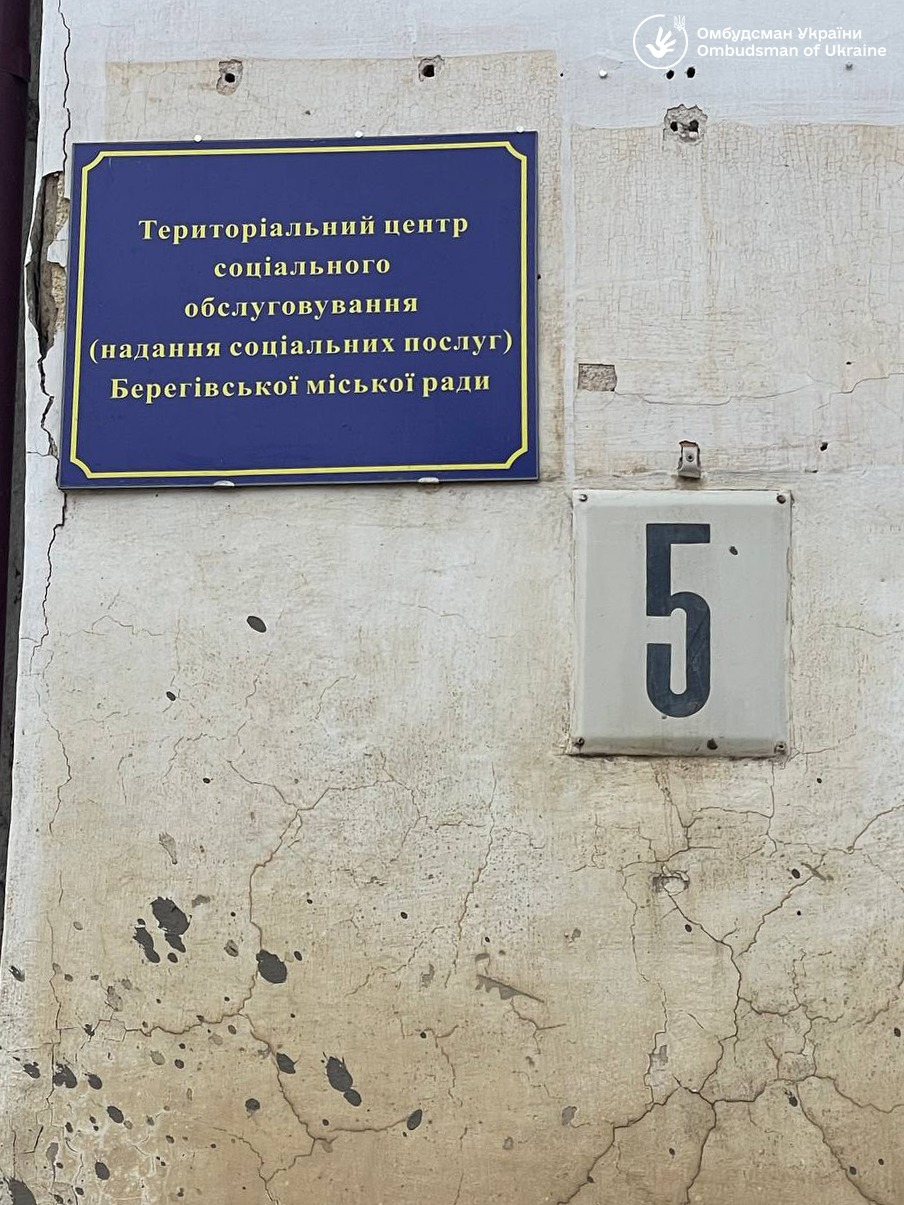 Омбудсман України
Ombudsman of Ukraine
Територіальний центр
соціального
обслуговування
(надання соціальних послуг)
Берегівської міської ради
5